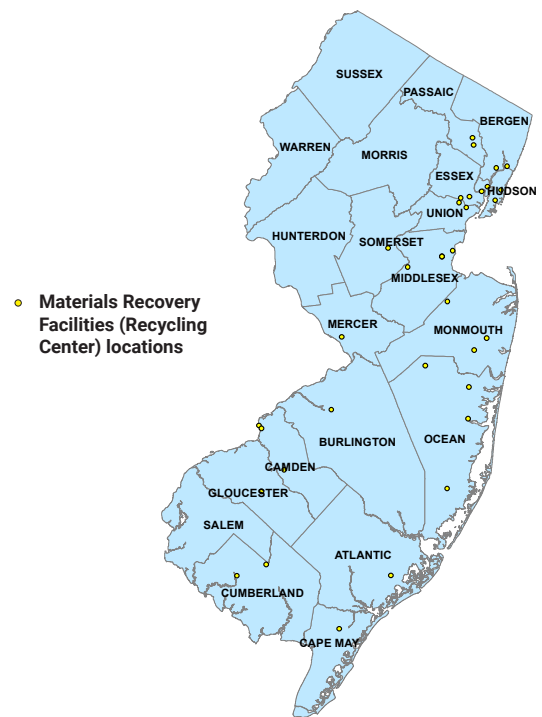 SUSSEX
PASSAIC
BERGEN
WARREN
MORRIS
ESSEX
HUDSON
UNION
HUNTERDON
SOMERSET
MIDDLESEX
Materials Recovery
Facilities (Recycling
Center) locations
MERCER
MONMOUTH
BURLINGTON
OCEAN
CAMDEN
GLOUCESTER
SALEM
ATLANTIC
CUMBERLAND
CAPE MAY